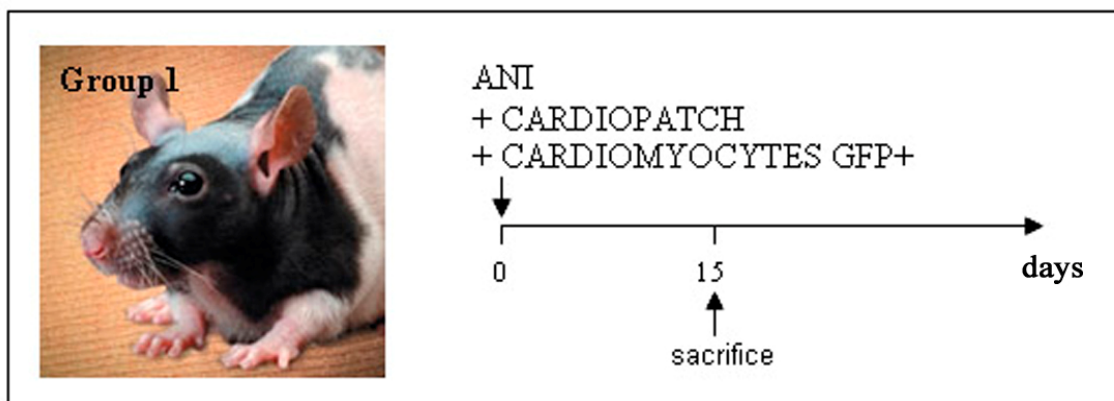 Group 1
ANI
+ CARDIOPATCH
+ CARDIOMYOCYTES GFP+
0
15
days
sacrifice